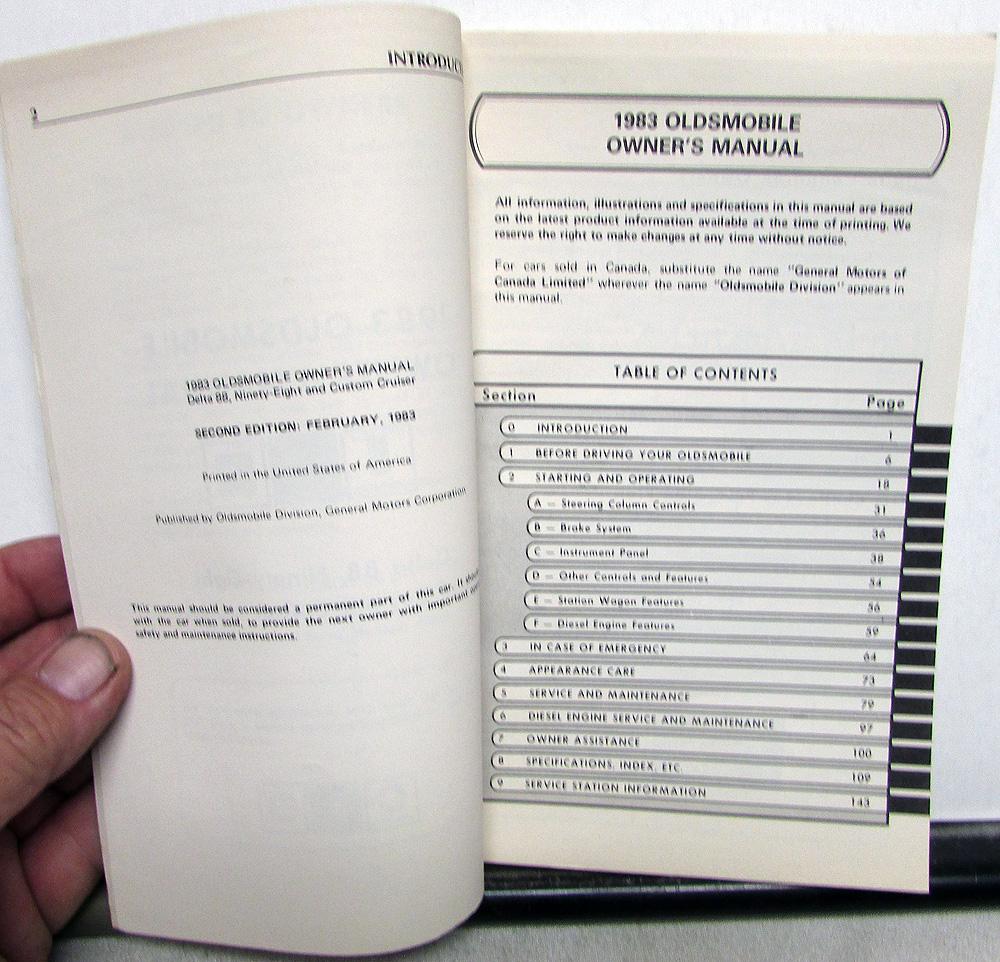 2
1983 OLDSMOBILE OWNER'S MANUAL
Delta 88, Ninety-Eight and Custom Cruiser
SECOND EDITION: FEBRUARY, 1983
Printed in the United States of America
Published by Oldsmobile Division, General Motors Corporation
This manual should be considered a permanent part of this car. It
with the car when sold, to provide the next owner with important
safety and maintenance instructions.
1983 OLDSMOBILE
OWNER'S MANUAL
All information, illustrations and specifications in this manual are based
on the latest product information available at the time of printing. We
reserve the right to make changes at any time without notice.
For cars sold in Canada, substitute the name "General Motors of
Canada Limited" wherever the name "Oldsmobile Division" appears in
this manual.
TABLE OF CONTENTS
Section Page
0 INTRODUCTION 1
1 BEFORE DRIVING YOUR OLDSMOBILE 6
2 STARTING AND OPERATING 18
A — Steering Column Controls 31
B — Brake System 36
C — Instrument Panel 38
D — Other Controls and Features 54
E — Station Wagon Features 56
F — Diesel Engine Features 59
3 IN CASE OF EMERGENCY 64
4 APPEARANCE CARE 73
5 SERVICE AND MAINTENANCE 79
6 DIESEL ENGINE SERVICE AND MAINTENANCE 97
7 OWNER ASSISTANCE 100
8 SPECIFICATIONS, INDEX, ETC. 109
9 SERVICE STATION INFORMATION 143